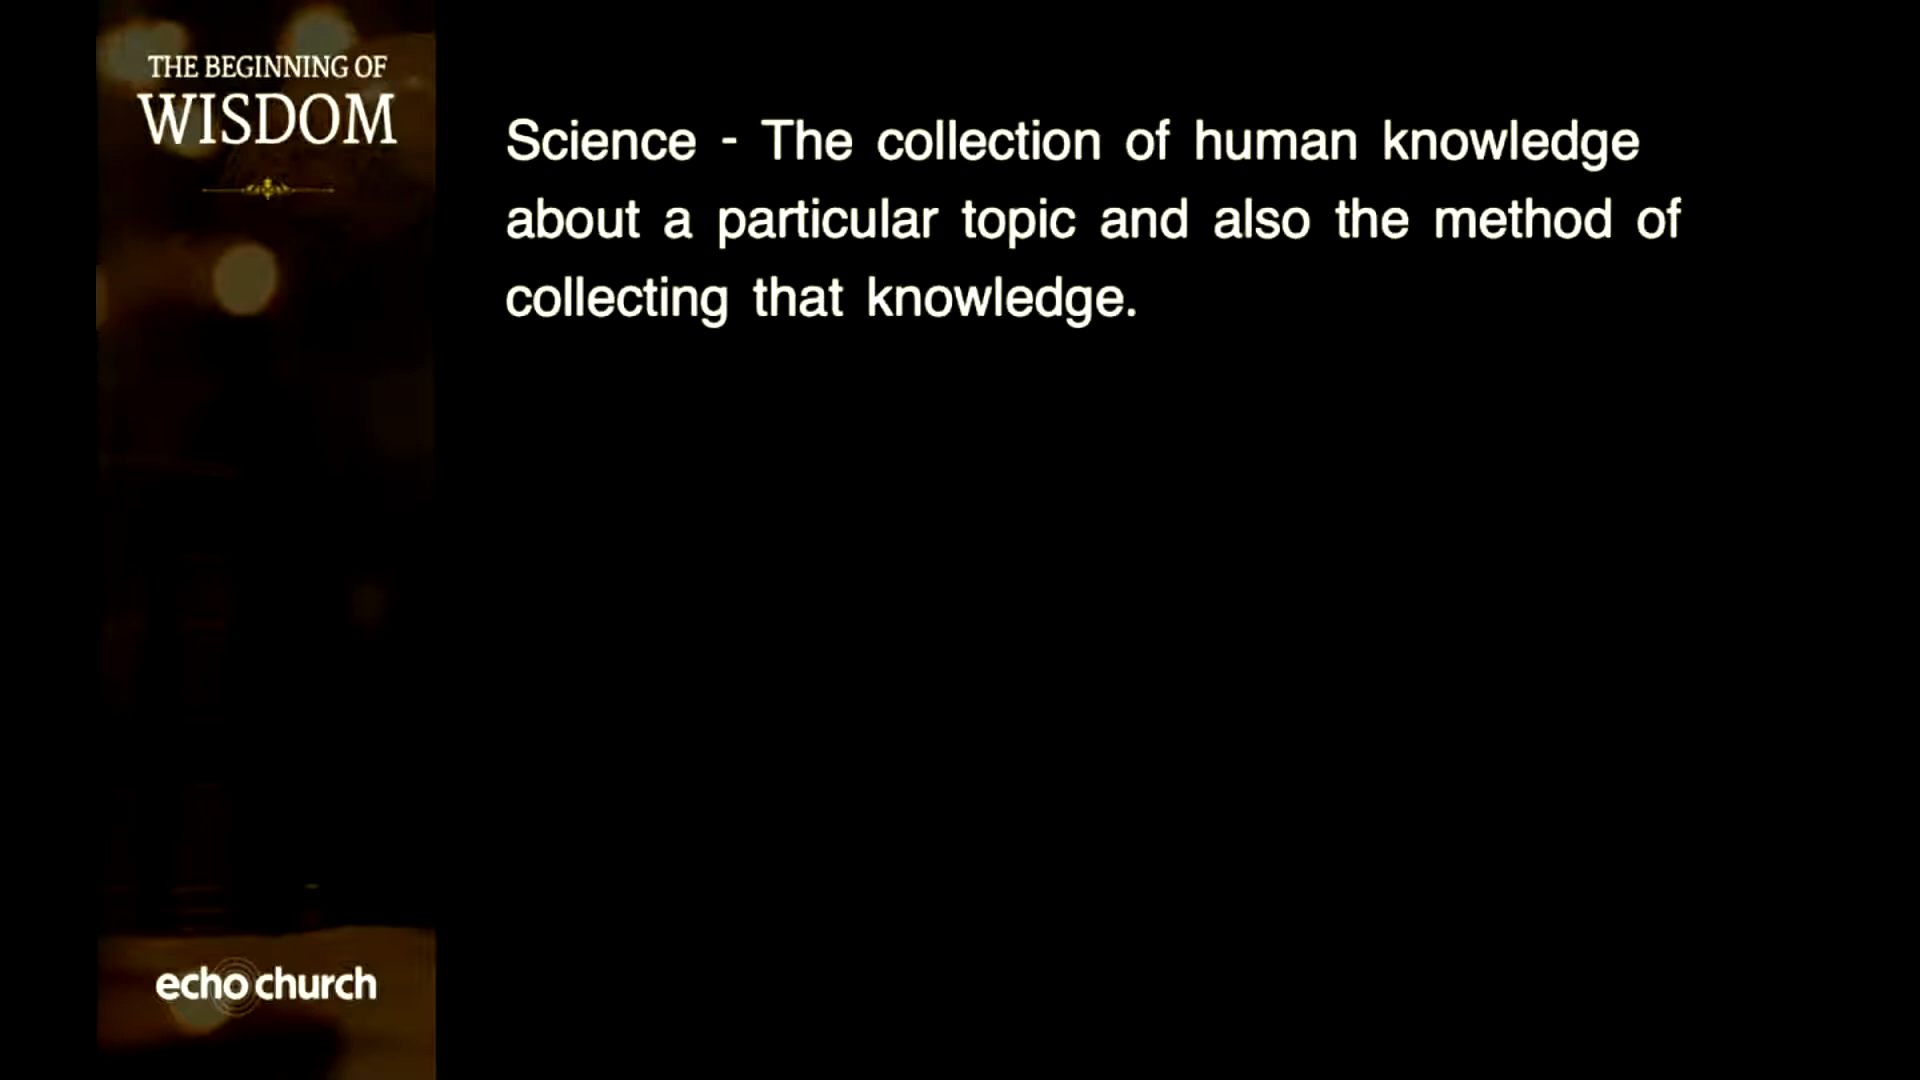 THE BEGINNING OF
WISDOM
Science - The collection of human knowledge
about a particular topic and also the method of
collecting that knowledge.
echo church